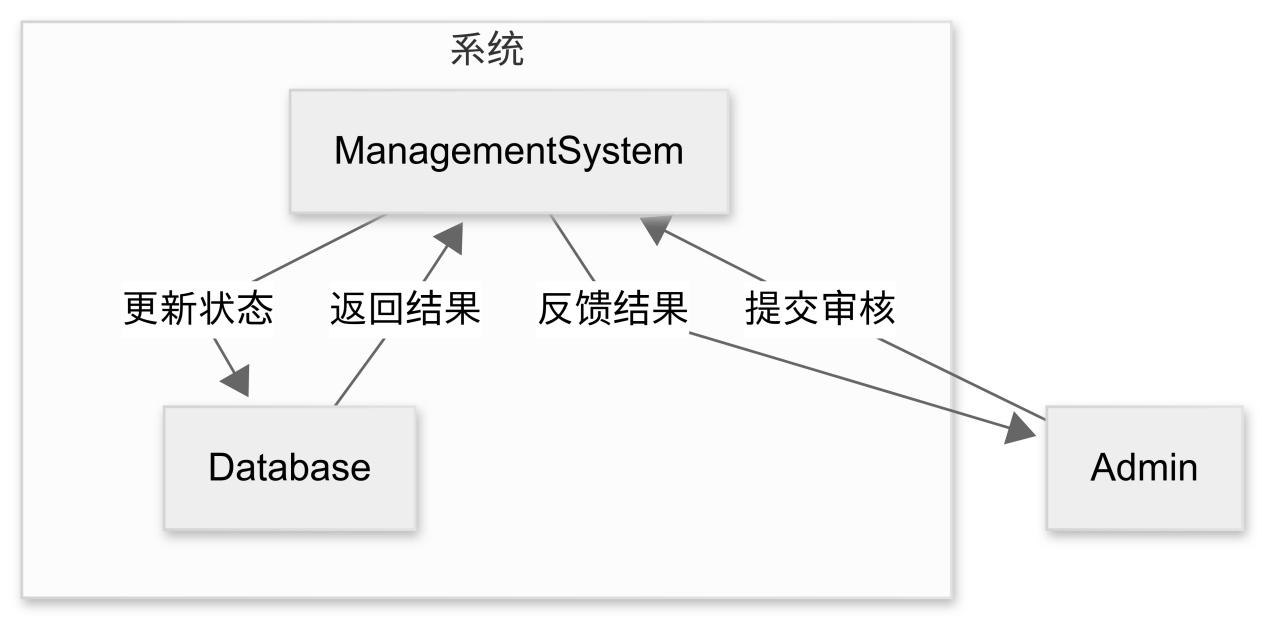 系统
ManagementSystem
更新状态
返回结果
反馈结果
提交审核
Database
Admin